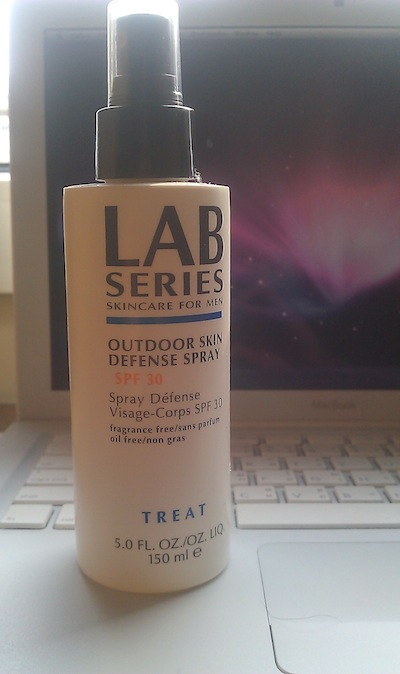 LAB
SERIES
SKINCARE FOR MEN
OUTDOOR SKIN
DEFENSE SPRAY
SPF 30
Spray Défense
Visage-Corps SPF 30
fragrance free/sans parfum
oil free/non gras
TREAT
5.0 FL. OZ./OZ. LIQ.
150 ml e
MacBook